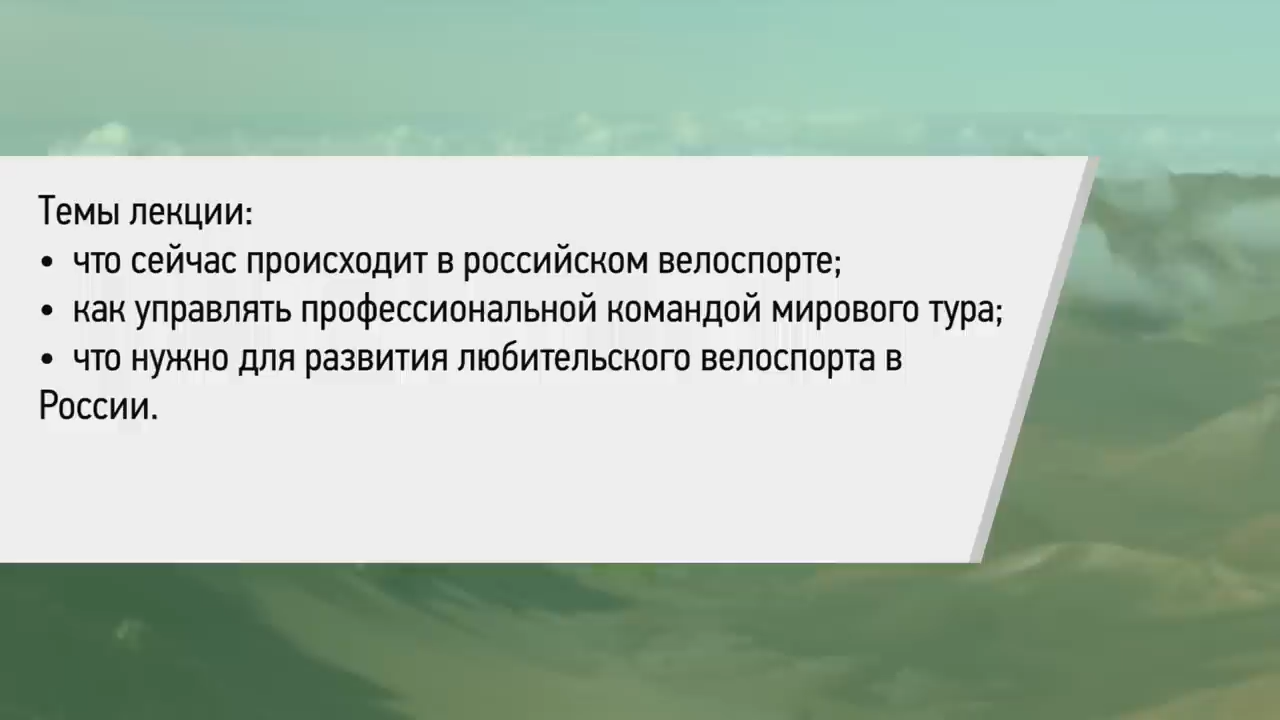 Темы лекции:
• что сейчас происходит в российском велоспорте;
• как управлять профессиональной командой мирового тура;
• что нужно для развития любительского велоспорта в
России.